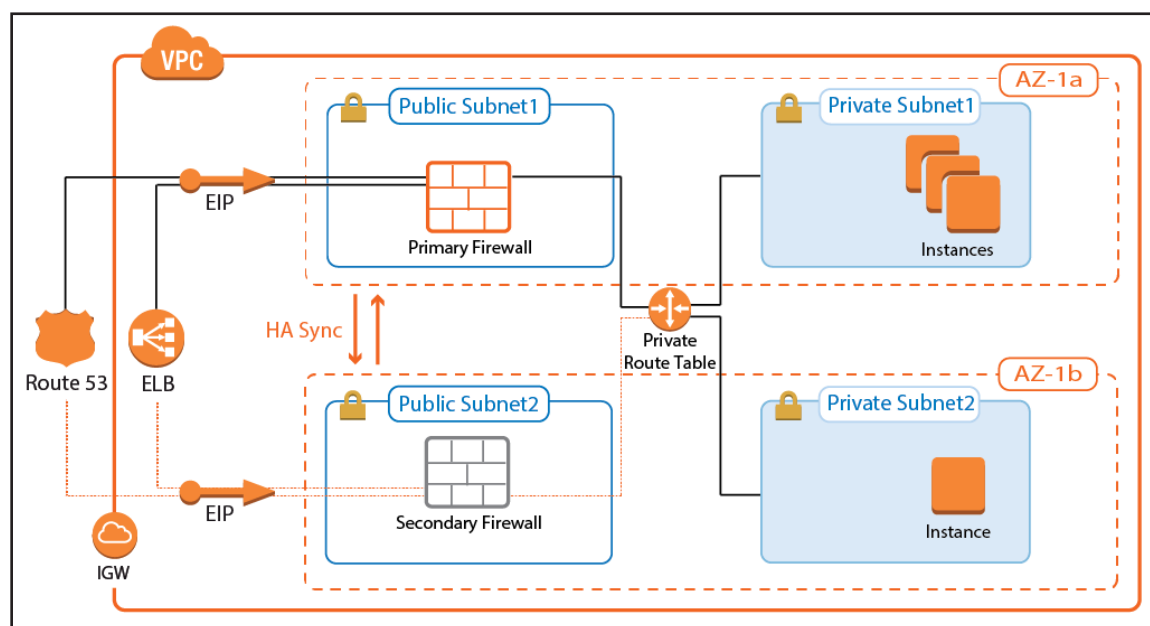 VPC
AZ-1a
Public Subnet1
Private Subnet1
EIP
Primary Firewall
Instances
HA Sync
Private
Route Table
Route 53
ELB
AZ-1b
Public Subnet2
Private Subnet2
EIP
Secondary Firewall
Instance
IGW